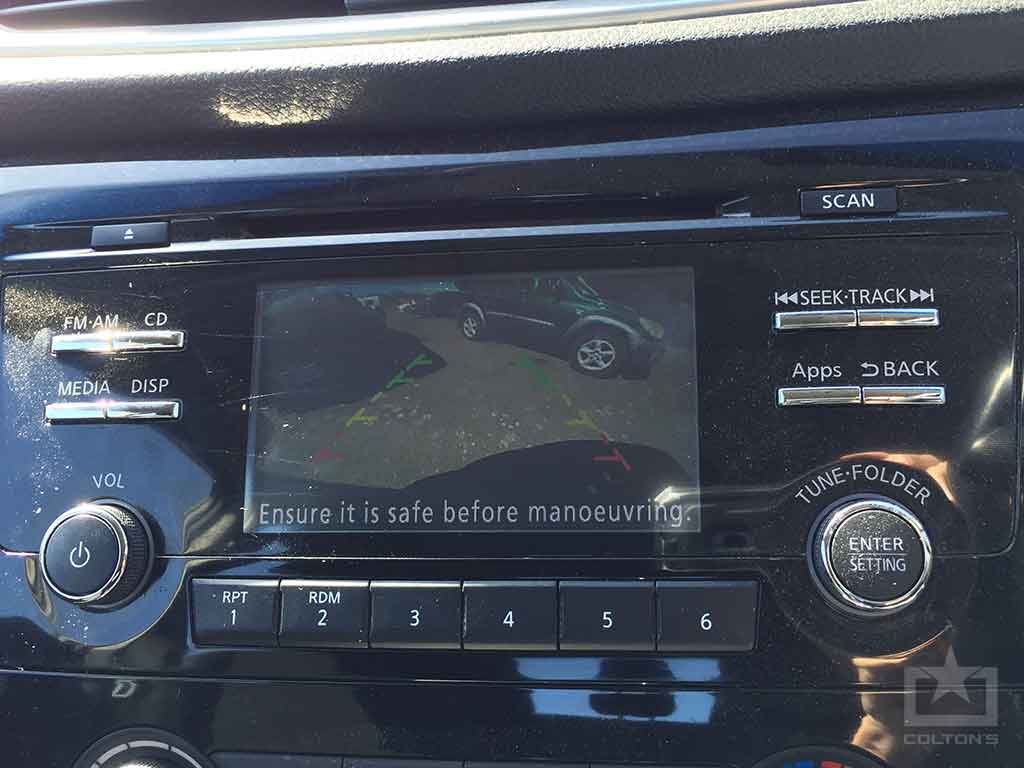 SCAN
FM·AM CD
SEEK·TRACK
MEDIA DISP
Apps BACK
VOL
TUNE·FOLDER
Ensure it is safe before manoeuvring.
ENTER
SETTING
RPT
1
RDM
2
3
4
5
6
COLTON'S